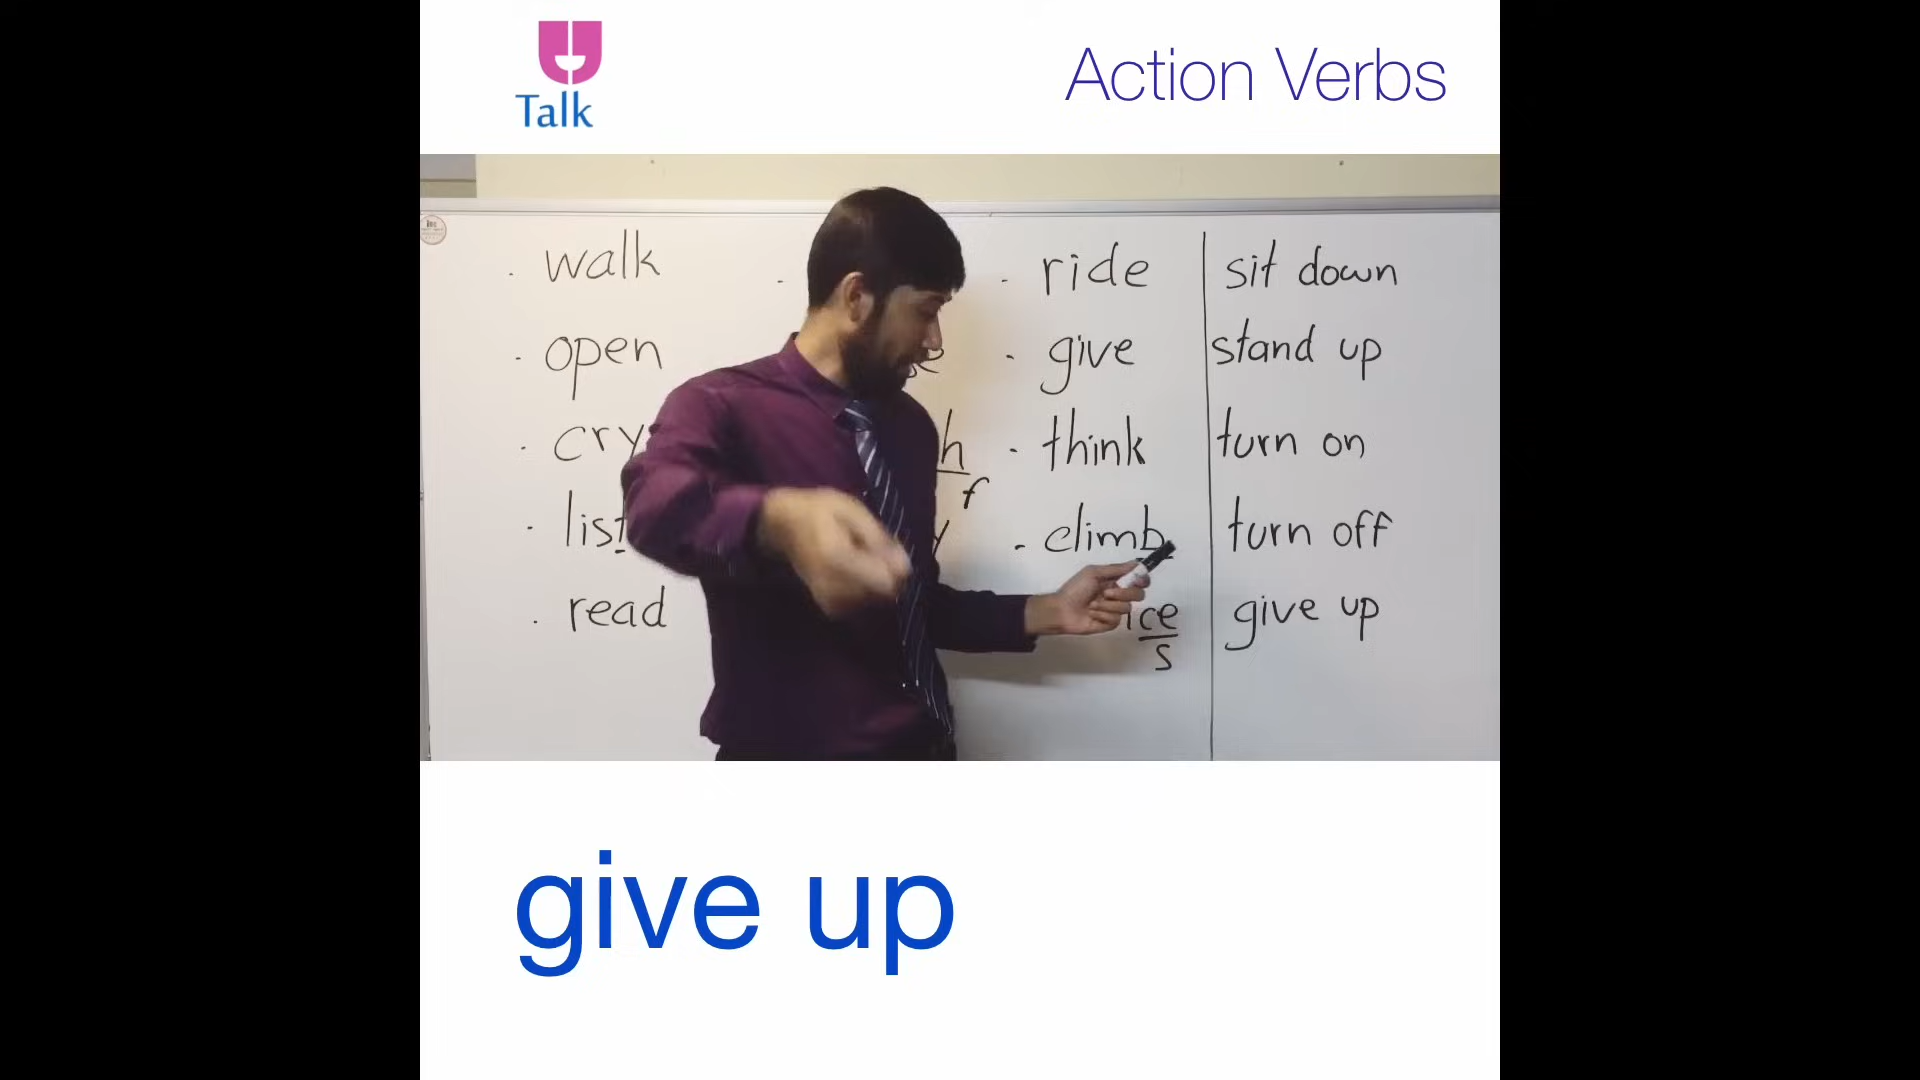 Talk
Action Verbs
walk
open
cry
read
f
ride
give
think
climb
s
sit down
stand up
turn on
turn off
give up
give up